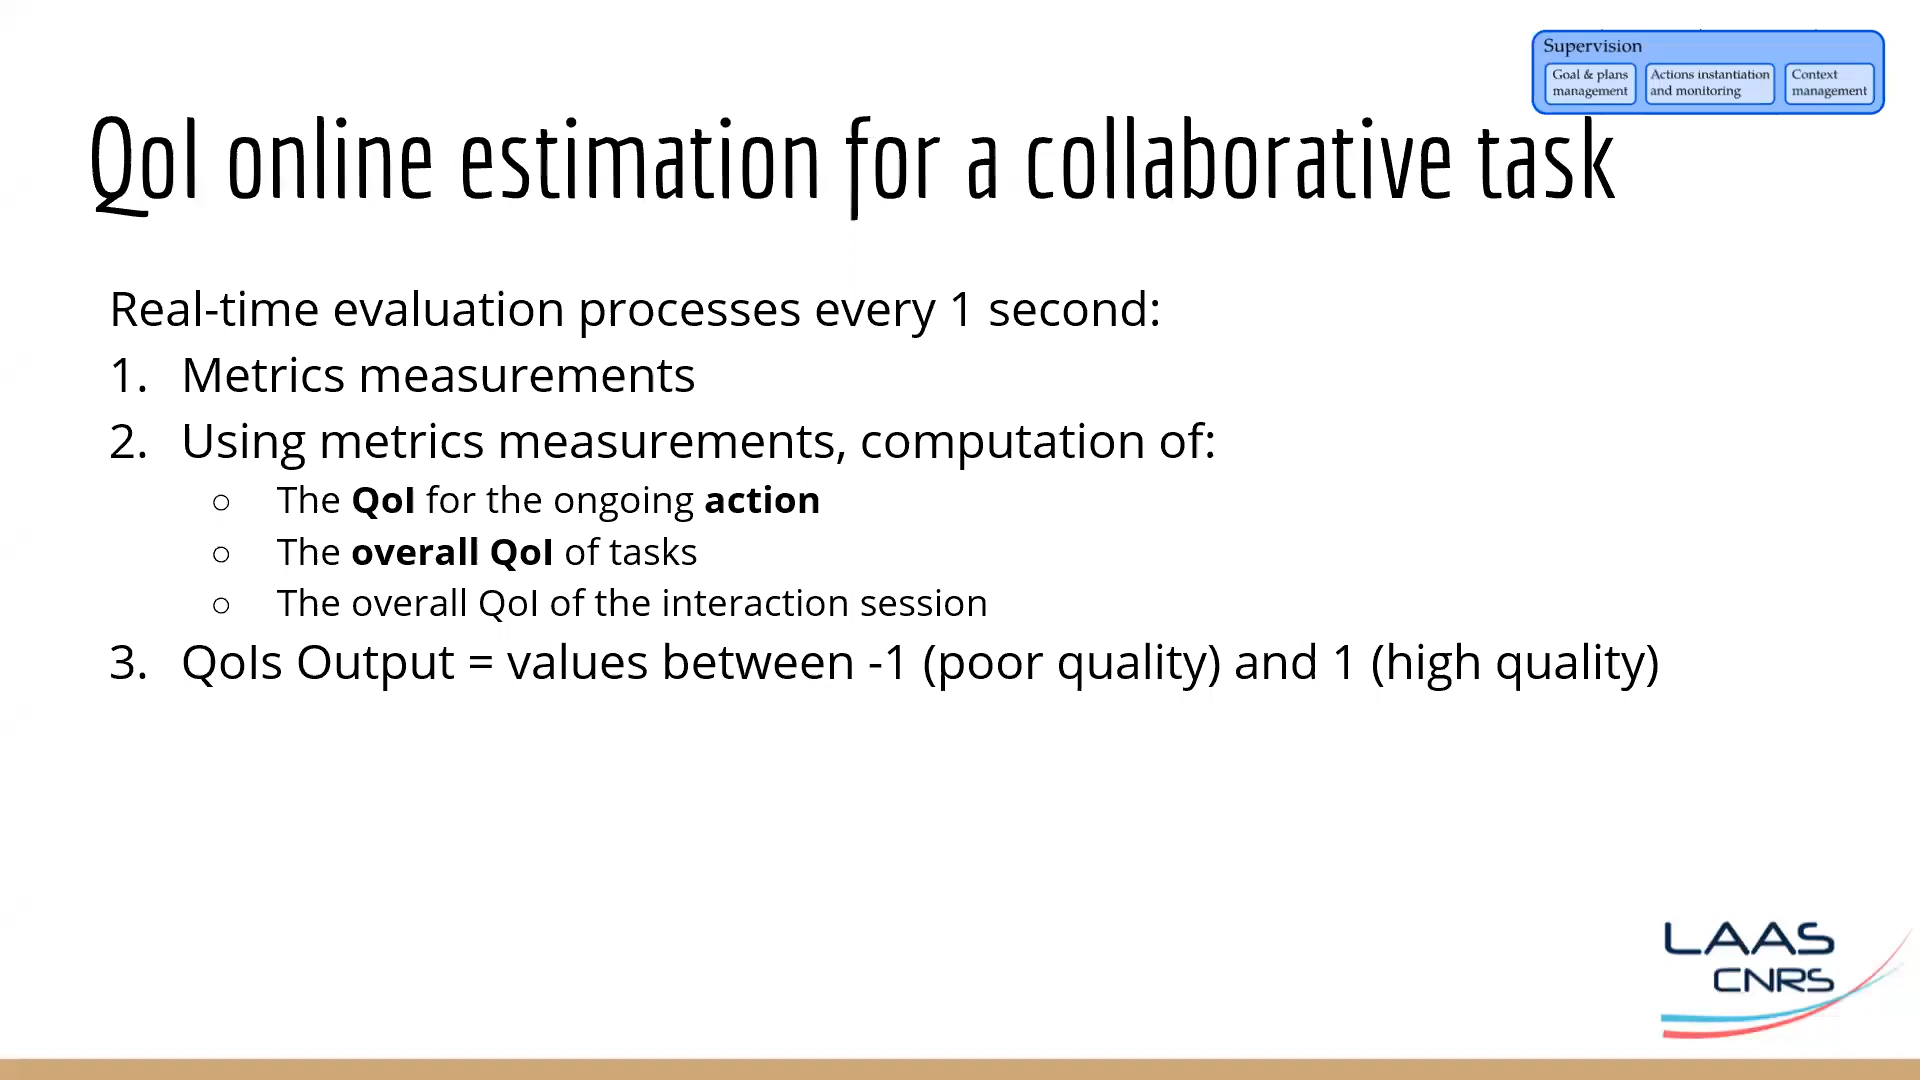 Supervision
Goal & plans
management
Actions instantiation
and monitoring
Context
management
QoI online estimation for a collaborative task
Real-time evaluation processes every 1 second:
1. Metrics measurements
2. Using metrics measurements, computation of:
○ The QoI for the ongoing action
○ The overall QoI of tasks
○ The overall QoI of the interaction session
3. QoIs Output = values between -1 (poor quality) and 1 (high quality)
LAAS
CNRS